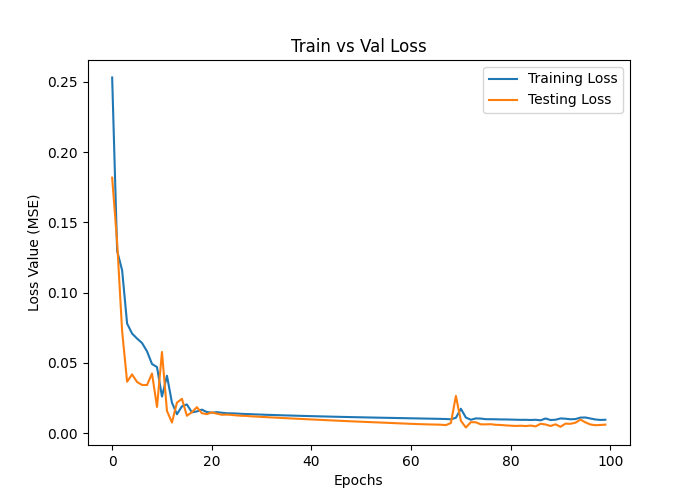 Train vs Val Loss
Training Loss
Testing Loss
Loss Value (MSE)
0.25
0.20
0.15
0.10
0.05
0.00
0 20 40 60 80 100
Epochs